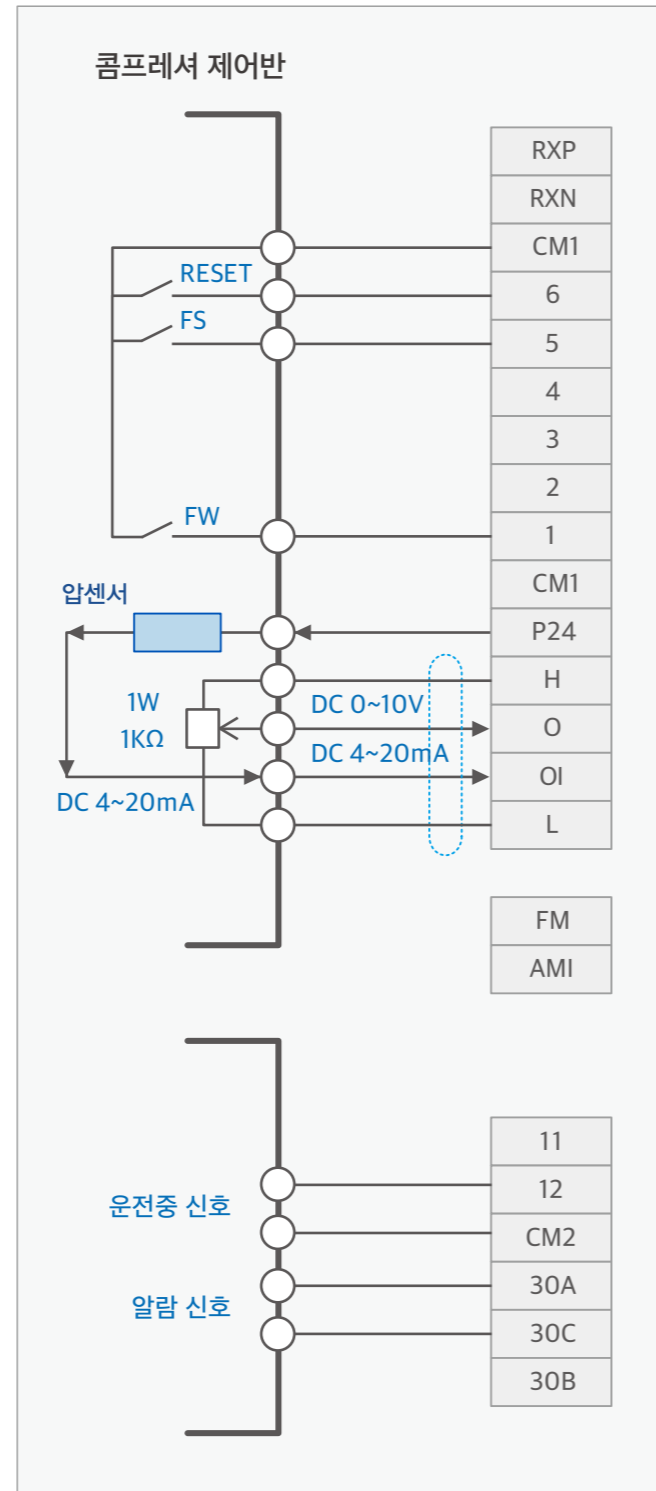 콤프레셔 제어반
RXP
RXN
CM1
RESET
6
FS
5
4
3
2
FW
1
CM1
압센서
P24
H
1W
DC 0~10V
O
1KΩ
DC 4~20mA
OI
DC 4~20mA
L
FM
AMI
11
운전중 신호
12
CM2
알람 신호
30A
30C
30B